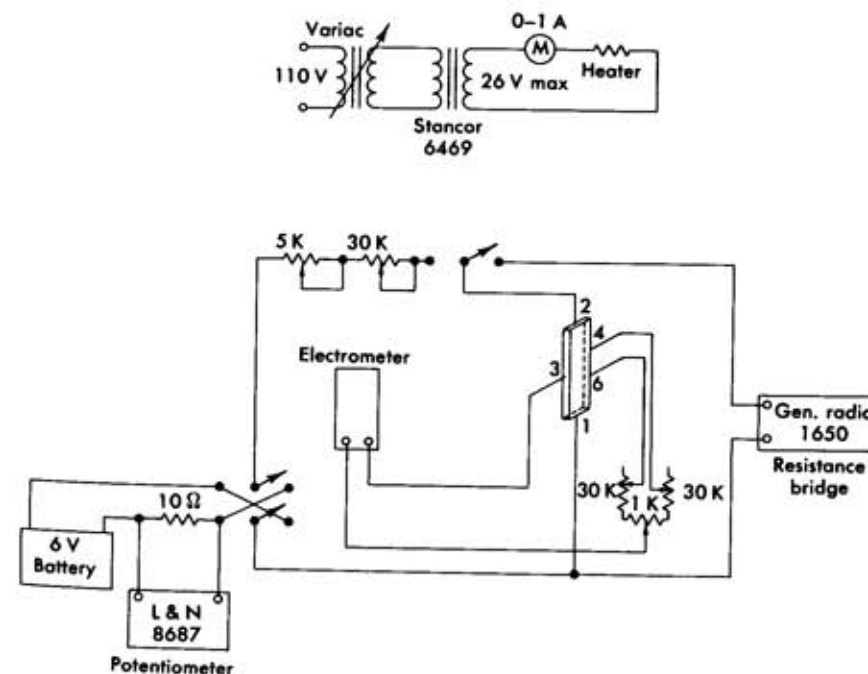 Variac
0-1 A
M
110 V
26 V max
Heater
Stancor
6469
5 K
30 K
2
4
Electrometer
3
6
1
Gen. radio
1650
Resistance
bridge
30 K
1 K
30 K
10 Ω
6 V
Battery
L & N
8687
Potentiometer